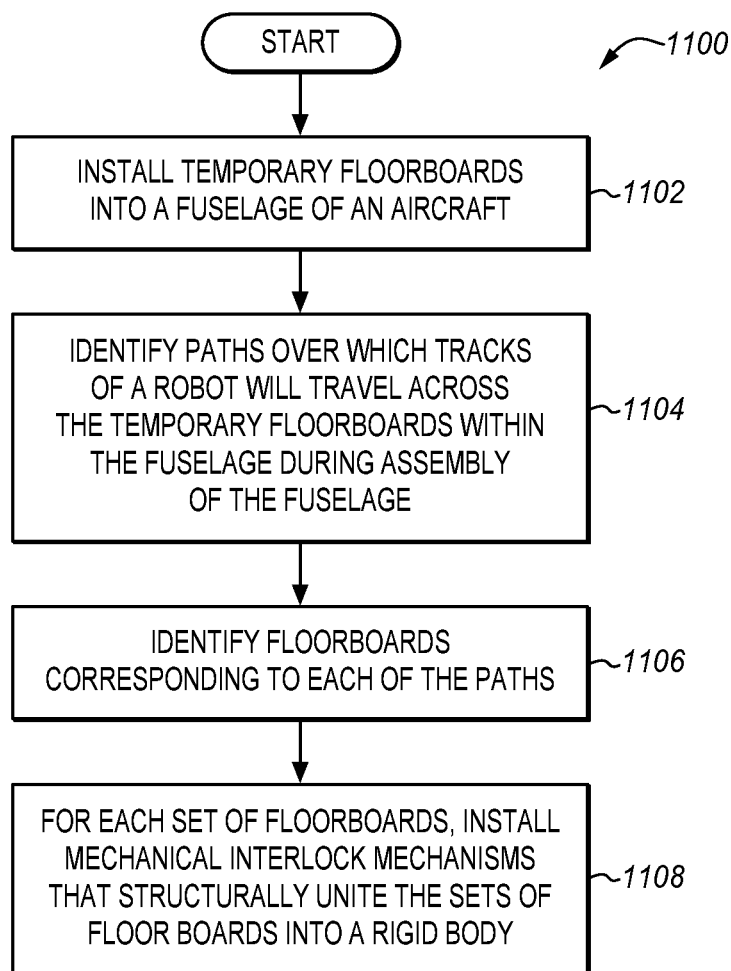 START
1100
INSTALL TEMPORARY FLOORBOARDS
INTO A FUSELAGE OF AN AIRCRAFT
1102
IDENTIFY PATHS OVER WHICH TRACKS
OF A ROBOT WILL TRAVEL ACROSS
THE TEMPORARY FLOORBOARDS WITHIN
THE FUSELAGE DURING ASSEMBLY
OF THE FUSELAGE
1104
IDENTIFY FLOORBOARDS
CORRESPONDING TO EACH OF THE PATHS
1106
FOR EACH SET OF FLOORBOARDS, INSTALL
MECHANICAL INTERLOCK MECHANISMS
THAT STRUCTURALLY UNITE THE SETS OF
FLOOR BOARDS INTO A RIGID BODY
1108